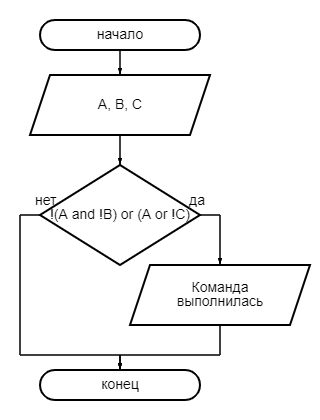 начало
A, B, C
нет
да
!(A and !B) or (A or !C)
Команда
выполнилась
конец